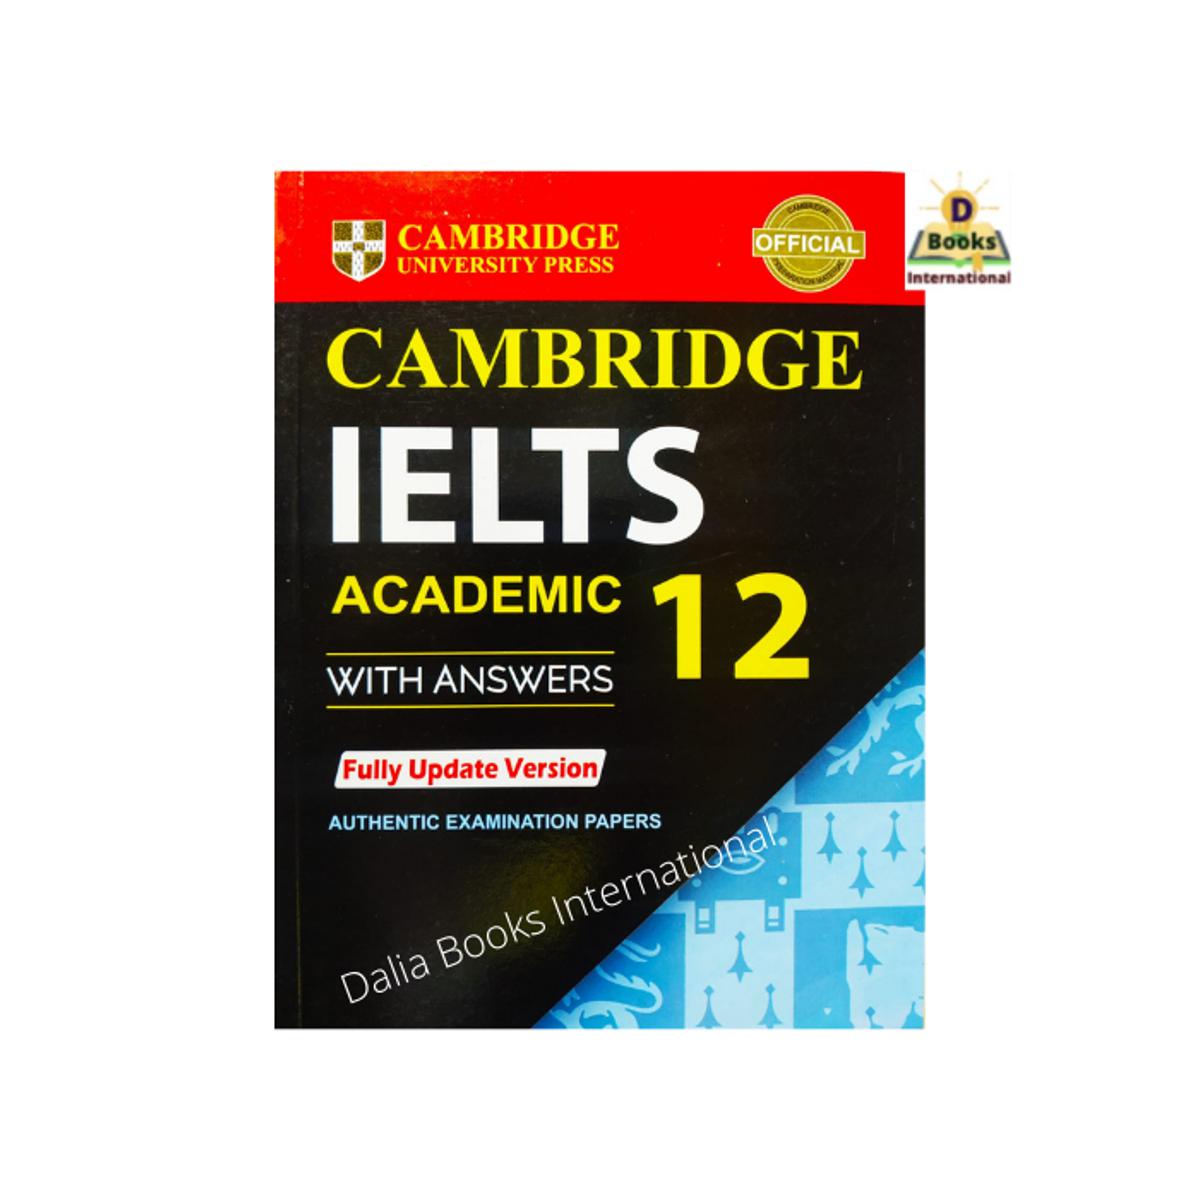 CAMBRIDGE
UNIVERSITY PRESS
CAMBRIDGE
OFFICIAL
D
Books
International
CAMBRIDGE
IELTS
ACADEMIC 12
WITH ANSWERS
Fully Update Version
AUTHENTIC EXAMINATION PAPERS
Dalia Books International